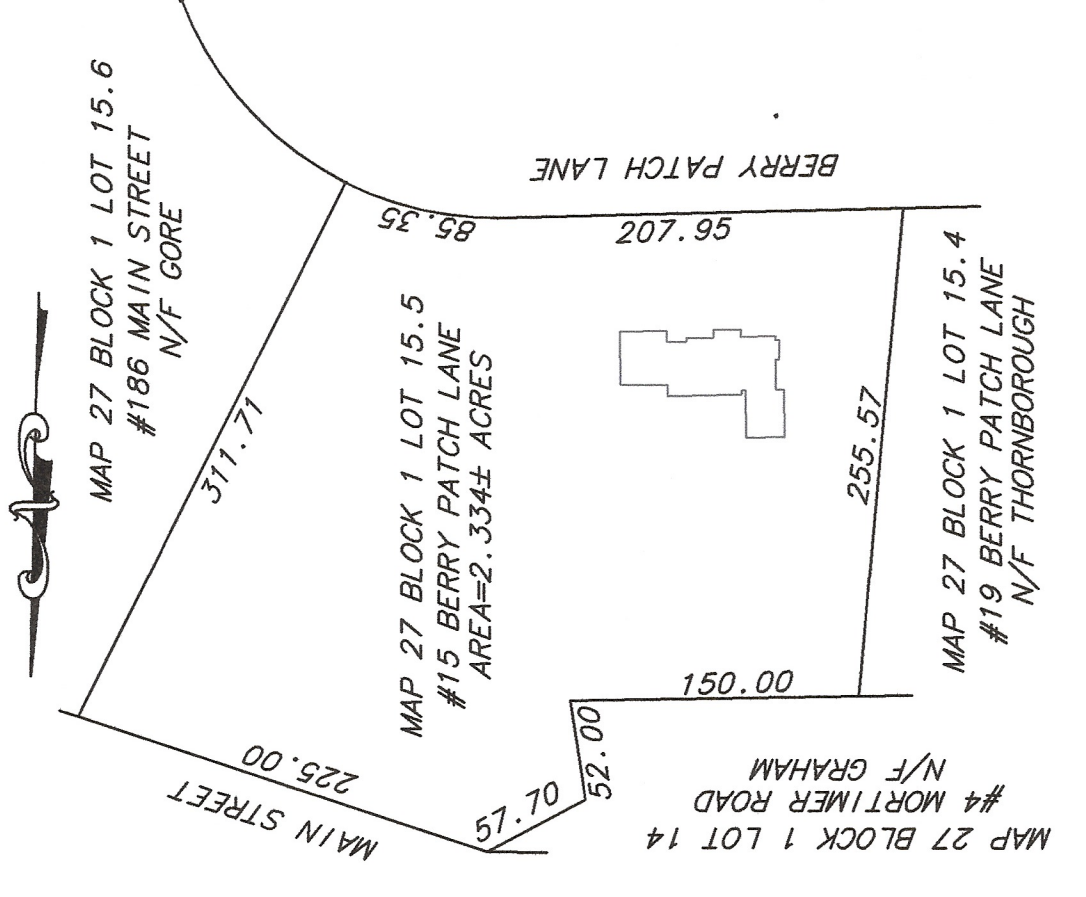 MAP 27 BLOCK 1 LOT 15.6
#186 MAIN STREET
N/F GORE
311.71
BERRY PATCH LANE
85.35
207.95
MAP 27 BLOCK 1 LOT 15.5
#15 BERRY PATCH LANE
AREA=2.334± ACRES
255.57
MAP 27 BLOCK 1 LOT 15.4
#19 BERRY PATCH LANE
N/F THORNBOROUGH
150.00
52.00
57.70
225.00
MAIN STREET
MAP 27 BLOCK 1 LOT 14
#4 MORTIMER ROAD
N/F GRAHAM